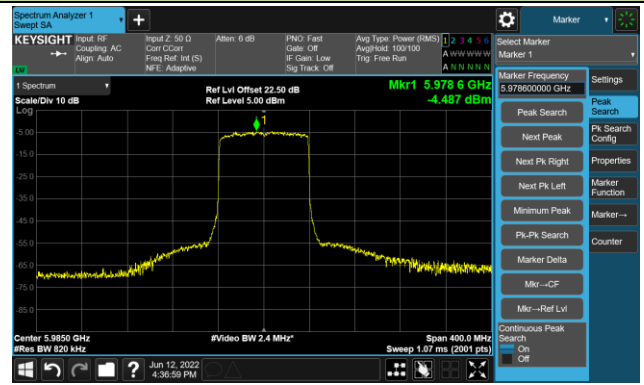 Spectrum Analyzer 1
Swept SA
Marker
KEYSIGHT
Input: RF
Coupling: AC
Align: Auto
Input Z: 50 Ω
Corr CCorr
Freq Ref: Int (S)
NFE: Adaptive
Atten: 6 dB
PNO: Fast
Gate: Off
IF Gain: Low
Sig Track: Off
Avg Type: Power (RMS)
Avg|Hold: 100/100
Trig: Free Run
1 2 3 4 5 6
A W W W W W
A N N N N N
Select Marker
Marker 1
1 Spectrum
Scale/Div 10 dB
Log
Ref Lvl Offset 22.50 dB
Ref Level 5.00 dBm
Mkr1 5.978 6 GHz
-4.487 dBm
1
-5.00
-15.0
-25.0
-35.0
-45.0
-55.0
-65.0
-75.0
-85.0
Center 5.9850 GHz
#Res BW 820 kHz
#Video BW 2.4 MHz*
Span 400.0 MHz
Sweep 1.07 ms (2001 pts)
Marker Frequency
5.978600000 GHz
Peak Search
Next Peak
Next Pk Right
Next Pk Left
Minimum Peak
Pk-Pk Search
Marker Delta
Mkr→CF
Mkr→Ref Lvl
Continuous Peak
Search
On
Off
Settings
Peak
Search
Pk Search
Config
Properties
Marker
Function
Marker→
Counter
Jun 12, 2022
4:36:59 PM